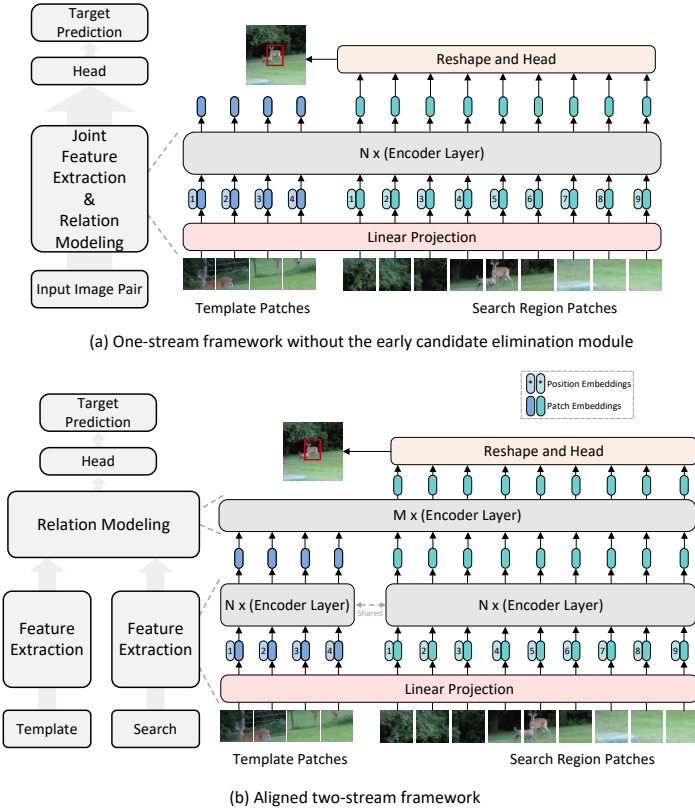 Target
Prediction
Head
Joint
Feature
Extraction
&
Relation
Modeling
Input Image Pair
Reshape and Head
N x (Encoder Layer)
1 2 3 4 1 2 3 4 5 6 7 8 9
Linear Projection
Template Patches Search Region Patches
(a) One-stream framework without the early candidate elimination module
* * Position Embeddings
Patch Embeddings
Target
Prediction
Head
Relation Modeling
Feature
Extraction
Feature
Extraction
Template
Search
Reshape and Head
M x (Encoder Layer)
N x (Encoder Layer)
Shared
N x (Encoder Layer)
1 2 3 4 1 2 3 4 5 6 7 8 9
Linear Projection
Template Patches Search Region Patches
(b) Aligned two-stream framework